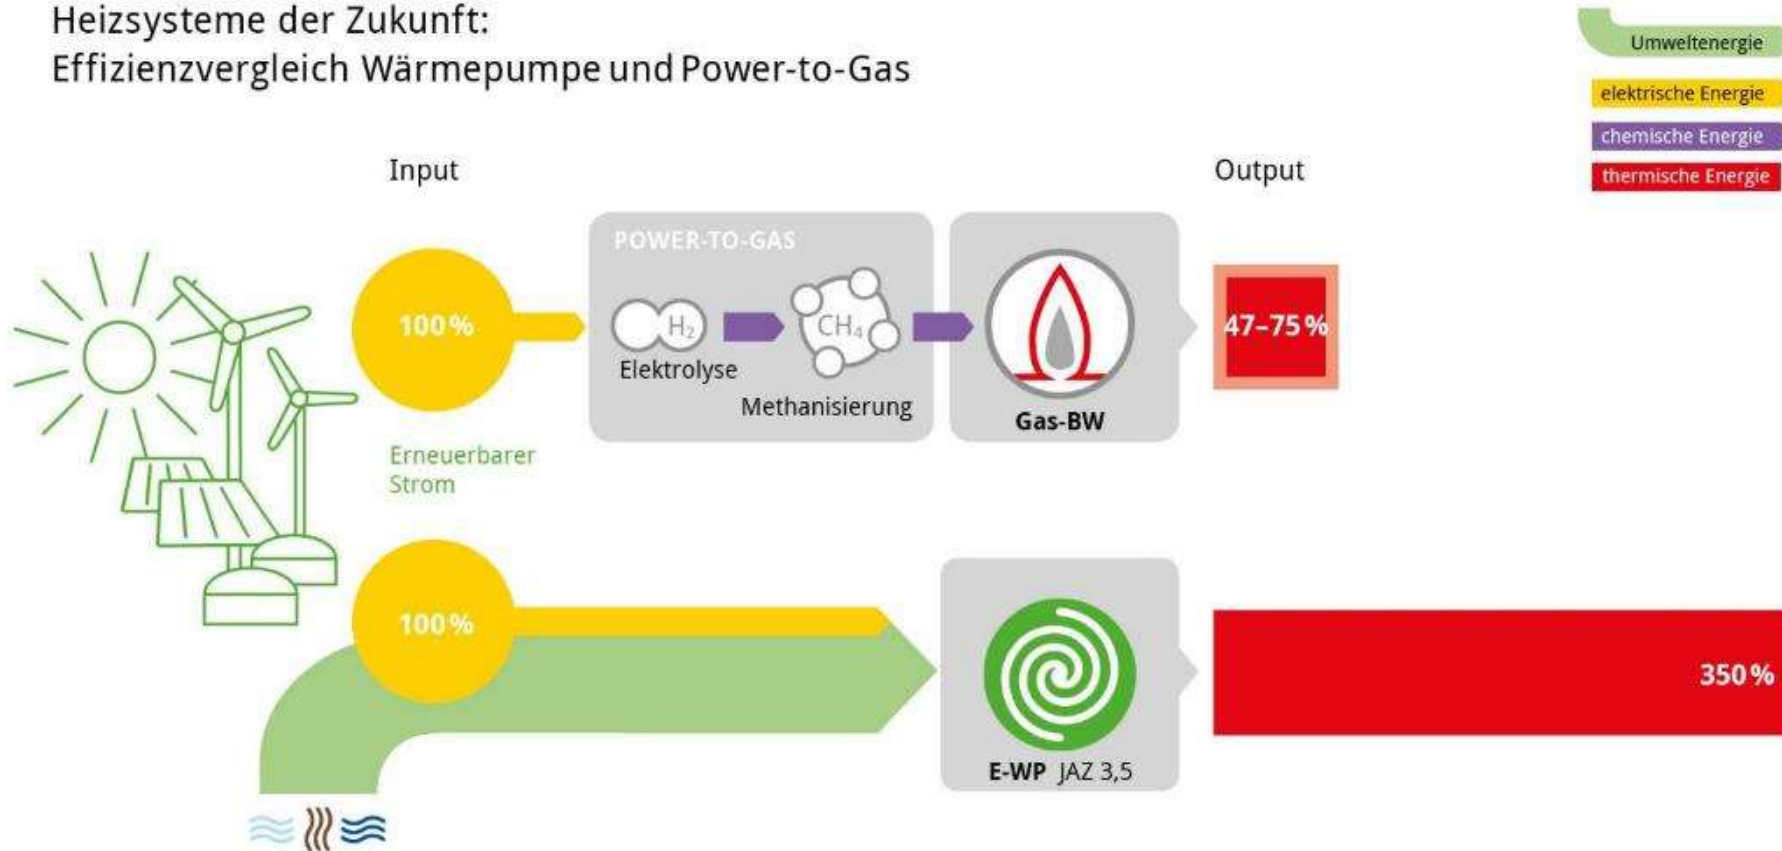 Heizsysteme der Zukunft:
Effizienzvergleich Wärmepumpe und Power-to-Gas
Umweltenergie
elektrische Energie
chemische Energie
thermische Energie
Input
Output
POWER-TO-GAS
100%
H₂
CH₄
47–75%
Elektrolyse
Methanisierung
Gas-BW
Erneuerbarer
Strom
100%
350%
E-WP JAZ 3,5